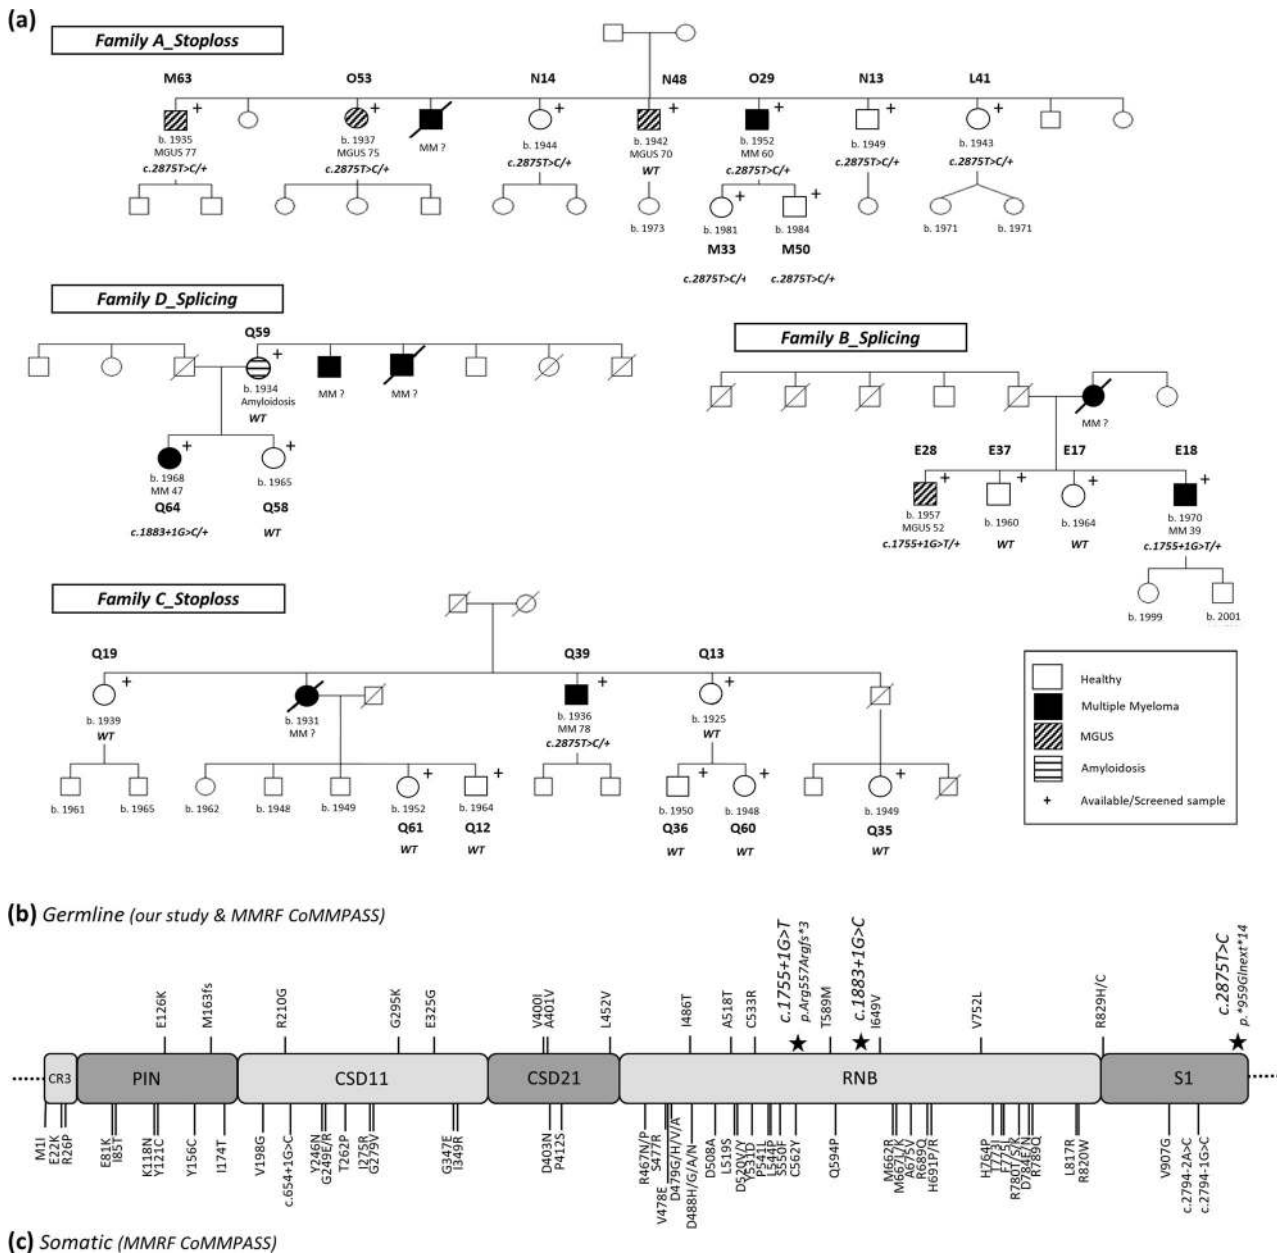 (a)
Family A_Stoploss
M63 O53 N14 N48 O29 N13 L41
+ + + + + + +
b. 1935 b. 1937 MM ? b. 1944 b. 1942 b. 1952 b. 1949 b. 1943
MGUS 77 MGUS 75 MGUS 70 MM 60
c.2875T>C/+ c.2875T>C/+ c.2875T>C/+ WT c.2875T>C/+ c.2875T>C/+ c.2875T>C/+
+ +
b. 1973 b. 1981 b. 1984 b. 1971 b. 1971
M33 M50
c.2875T>C/+ c.2875T>C/+
Family D_Splicing
Q59
+
b. 1934 MM ? MM ?
Amyloidosis
WT
+ +
b. 1968 b. 1965
MM 47
Q64 Q58
c.1883+1G>C/+ WT
Family B_Splicing
MM ?
E28 E37 E17 E18
+ + + +
b. 1957 b. 1960 b. 1964 b. 1970
MGUS 52 MM 39
c.1755+1G>T/+ WT WT c.1755+1G>T/+
b. 1999 b. 2001
Family C_Stoploss
Q19 Q39 Q13
+ + +
b. 1939 b. 1931 b. 1936 b. 1925
WT MM ? MM 78 WT
c.2875T>C/+
+ + + + +
b. 1961 b. 1965 b. 1962 b. 1948 b. 1949 b. 1952 b. 1964 b. 1950 b. 1948 b. 1949
Q61 Q12 Q36 Q60 Q35
WT WT WT WT WT
Healthy
Multiple Myeloma
MGUS
Amyloidosis
+ Available/Screened sample
(b) Germline (our study & MMRF CoMMPASS)
E126K
M163fs
R210G
G295K
E325G
V400I
A401V
L452V
I486T
A518T
C533R
c.1755+1G>T
p.Arg557Argfs*3
T589M
c.1883+1G>C
I649V
V752L
R829H/C
c.2875T>C
p.*959Glnext*14
CR3 PIN CSD11 CSD21 RNB S1
M1I
E22K
R26P
E81K
I85T
K118N
Y121C
Y156C
I174T
V198G
c.654+1G>C
Y246N
G249E/R
T262P
I275R
G279V
G347E
I349R
D403N
P412S
R467N/P
S477R
V478E
D479G/H/V/A
D488H/G/A/N
D508A
L519S
D520V/Y
Y531D
P541L
L544P
S550F
C562Y
Q594P
M662R
M667L/K
A675V
R689Q
H691P/R
H764P
T773I
F775L
R780T/S/K
D784E/N
R789Q
L817R
R820W
V907G
c.2794-2A>C
c.2794-1G>C
(c) Somatic (MMRF CoMMPASS)